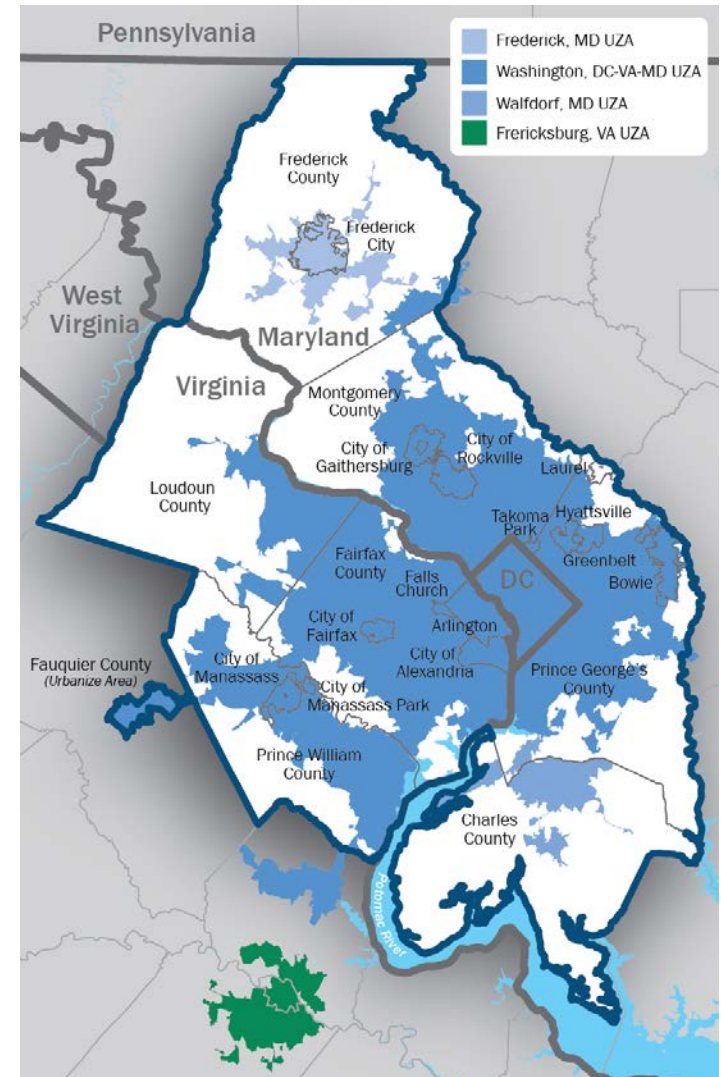 Pennsylvania
Frederick, MD UZA
Washington, DC-VA-MD UZA
Walfdorf, MD UZA
Frericksburg, VA UZA
Frederick
County
Frederick
City
West
Virginia
Maryland
Virginia
Montgomery
County
City of
Gaithersburg
City of
Rockville
Laurel
Loudoun
County
Takoma
Park
Hyattsville
Fairfax
County
Falls
Church
DC
Greenbelt
Bowie
City of
Fairfax
Arlington
City of
Alexandria
Fauquier County
(Urbanize Area)
City of
Manassass
City of
Manassass Park
Prince George's
County
Prince William
County
Charles
County
Potomac River